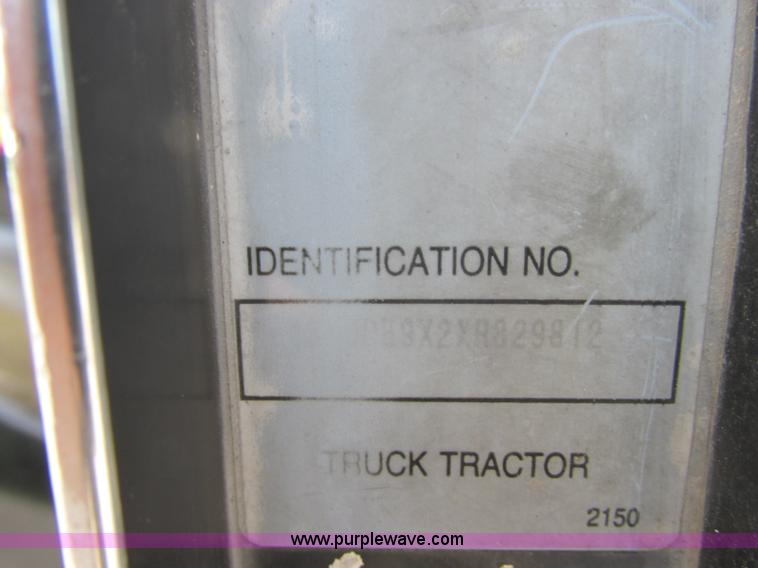 IDENTIFICATION NO.
TRUCK TRACTOR
2150
www.purplewave.com